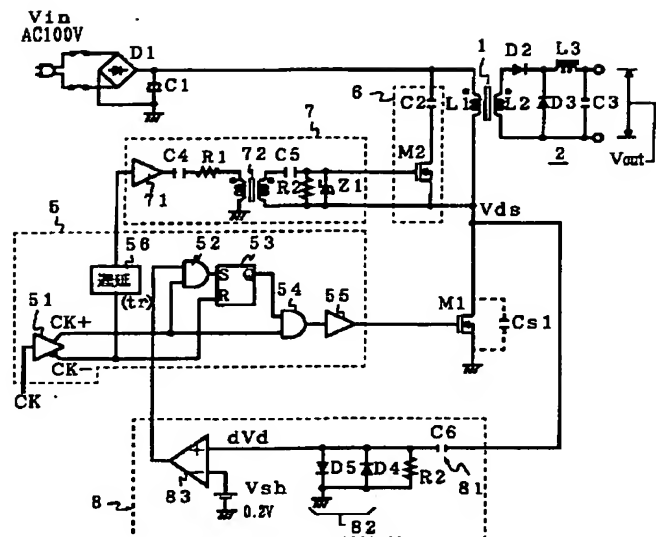 Vin
AC100V
D1
C1
1
D2
L3
6
C2
L1
L2
D3
C3
2
Vout
7
C4
R1
72
C5
R2
Z1
M2
71
Vds
5
56
遅延
(tr)
52
53
S
Q
R
54
55
51
CK+
CK-
CK
M1
Cs1
dVd
C6
81
D5
D4
R2
82
83
Vsh
0.2V
8